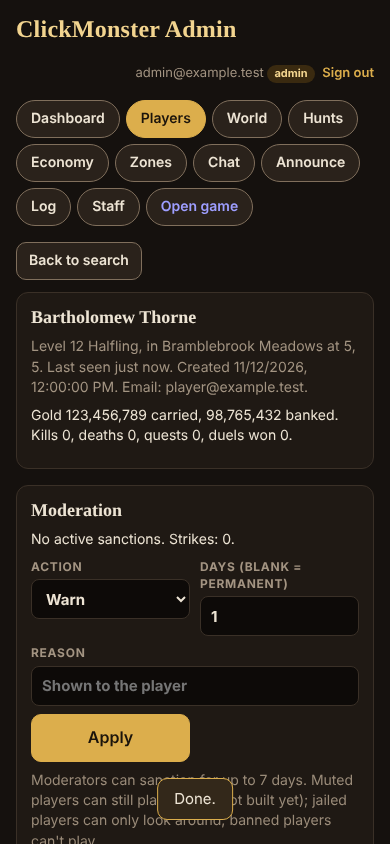 ClickMonster Admin
admin@example.test admin Sign out
Dashboard Players World Hunts
Economy Zones Chat Announce
Log Staff Open game
Back to search
Bartholomew Thorne
Level 12 Halfling, in Bramblebrook Meadows at 5,
5. Last seen just now. Created 11/12/2026,
12:00:00 PM. Email: player@example.test.
Gold 123,456,789 carried, 98,765,432 banked.
Kills 0, deaths 0, quests 0, duels won 0.
Moderation
No active sanctions. Strikes: 0.
ACTION
DAYS (BLANK =
PERMANENT)
Warn
1
REASON
Shown to the player
Apply
Moderators can sanction for up to 7 days. Muted
players can still built yet); jailed
players can only look around; banned players
can't play.
Done.